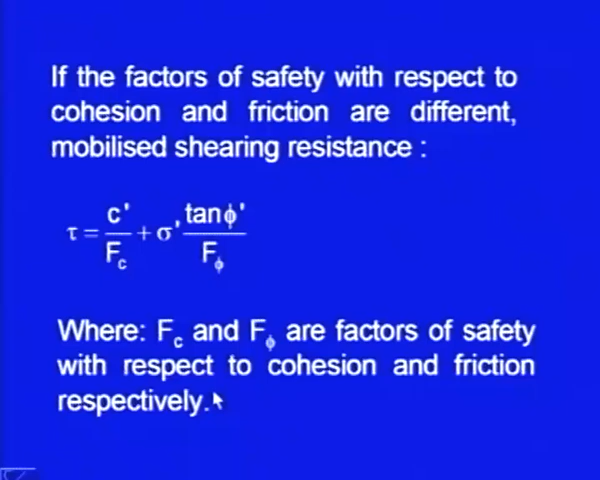 If the factors of safety with respect to
cohesion and friction are different,
mobilised shearing resistance :
τ = c'/F_c + σ' tanϕ'/F_ϕ
Where: F_c and F_ϕ are factors of safety
with respect to cohesion and friction
respectively.